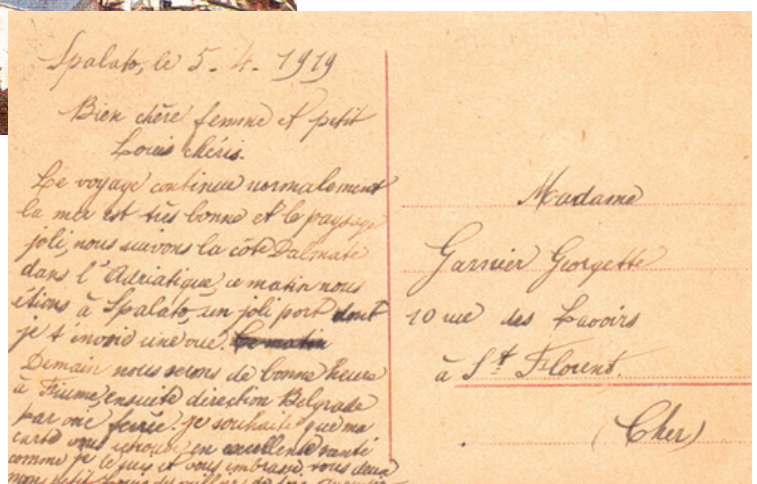 Spalato, le 5. 4. 1919
Bien chère femme et petit
Louis chéris.
Le voyage continue normalement
la mer est très bonne et le paysage
joli, nous suivons la côte Dalmate
dans l'Adriatique, ce matin nous
étions à Spalato, un joli port dont
je t'envoie une vue. Ce matin
Demain nous serons de bonne heure
à Fiume, ensuite direction Belgrade
par voie ferrée. je souhaite que ma
carte vous retrouve en excellente santé
comme je le suis et vous embrasse tous deux
mon petit Louis
Madame
Garnier Georgette
10 rue des Lavoirs
à St Florent.
(Cher)